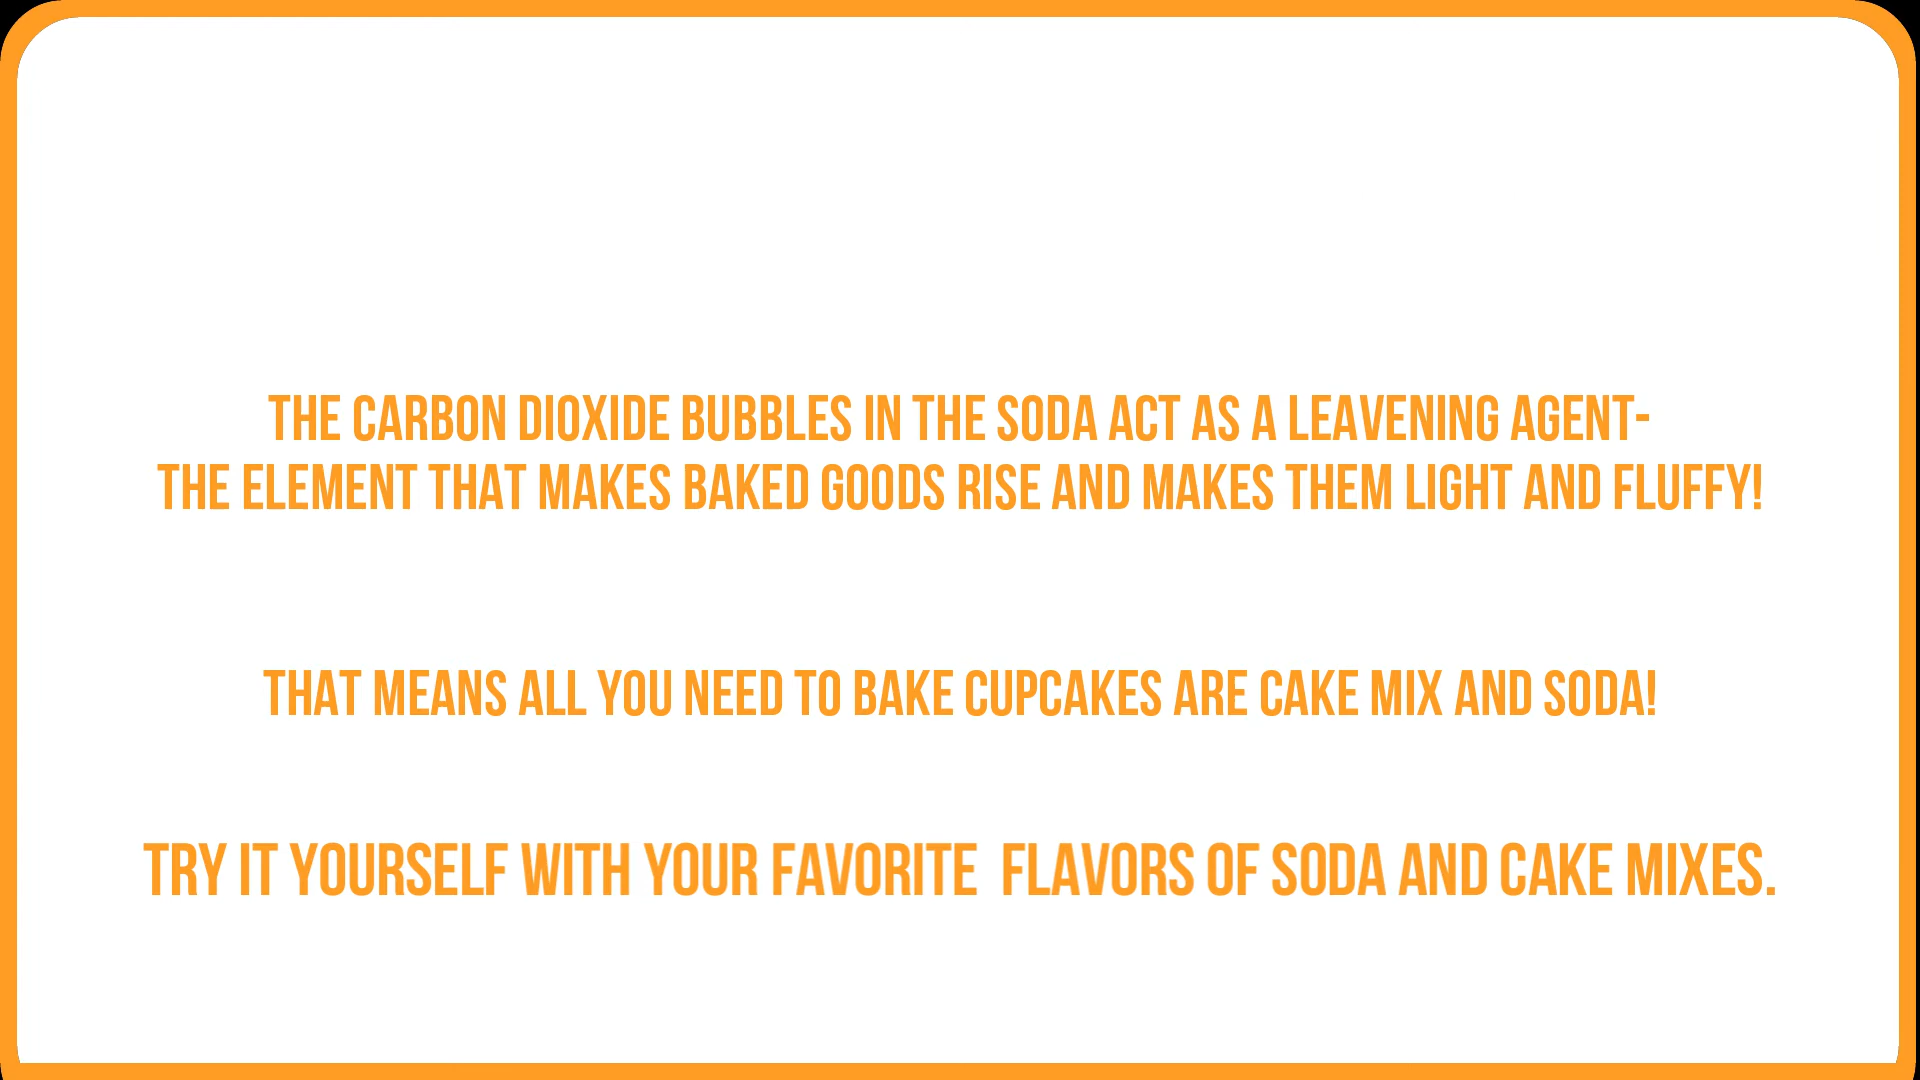 THE CARBON DIOXIDE BUBBLES IN THE SODA ACT AS A LEAVENING AGENT-
THE ELEMENT THAT MAKES BAKED GOODS RISE AND MAKES THEM LIGHT AND FLUFFY!
THAT MEANS ALL YOU NEED TO BAKE CUPCAKES ARE CAKE MIX AND SODA!
TRY IT YOURSELF WITH YOUR FAVORITE  FLAVORS OF SODA AND CAKE MIXES.